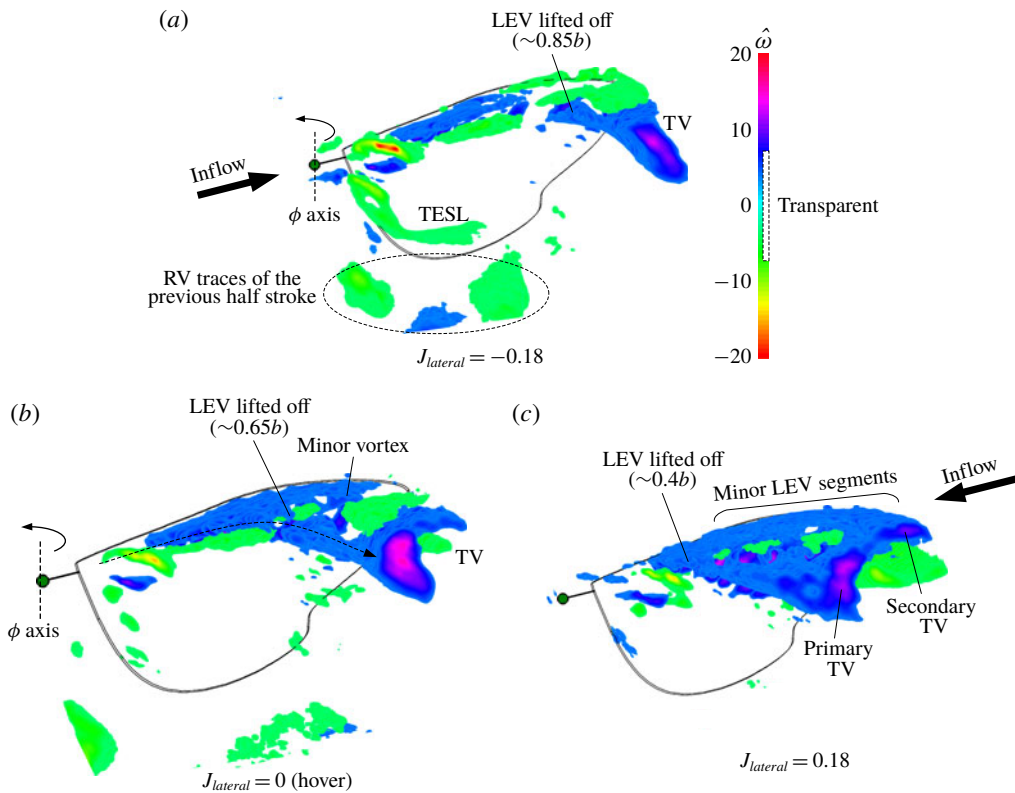 (a)
LEV lifted off
(~0.85b)
TV
Inflow
ϕ axis
TESL
RV traces of the
previous half stroke
J_lateral = −0.18
ω̂
20
10
0
−10
−20
Transparent
(b)
LEV lifted off
(~0.65b)
Minor vortex
TV
ϕ axis
J_lateral = 0 (hover)
(c)
LEV lifted off
(~0.4b)
Minor LEV segments
Inflow
Secondary
TV
Primary
TV
J_lateral = 0.18